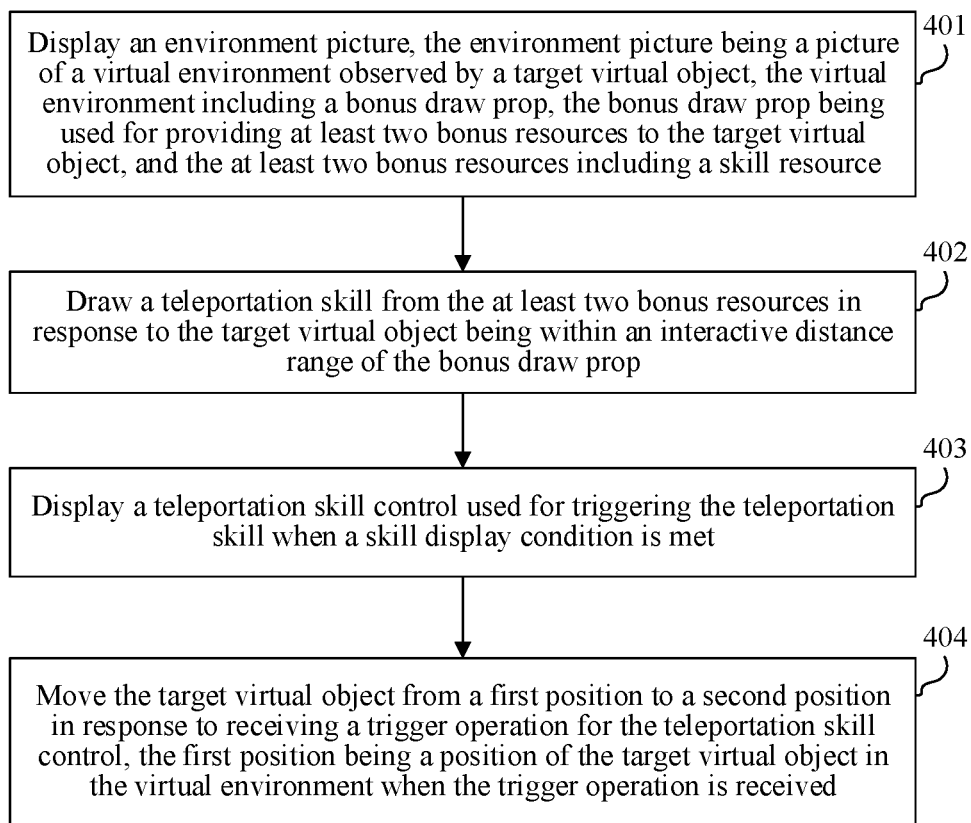 401
Display an environment picture, the environment picture being a picture
of a virtual environment observed by a target virtual object, the virtual
environment including a bonus draw prop, the bonus draw prop being
used for providing at least two bonus resources to the target virtual
object, and the at least two bonus resources including a skill resource
402
Draw a teleportation skill from the at least two bonus resources in
response to the target virtual object being within an interactive distance
range of the bonus draw prop
403
Display a teleportation skill control used for triggering the teleportation
skill when a skill display condition is met
404
Move the target virtual object from a first position to a second position
in response to receiving a trigger operation for the teleportation skill
control, the first position being a position of the target virtual object in
the virtual environment when the trigger operation is received